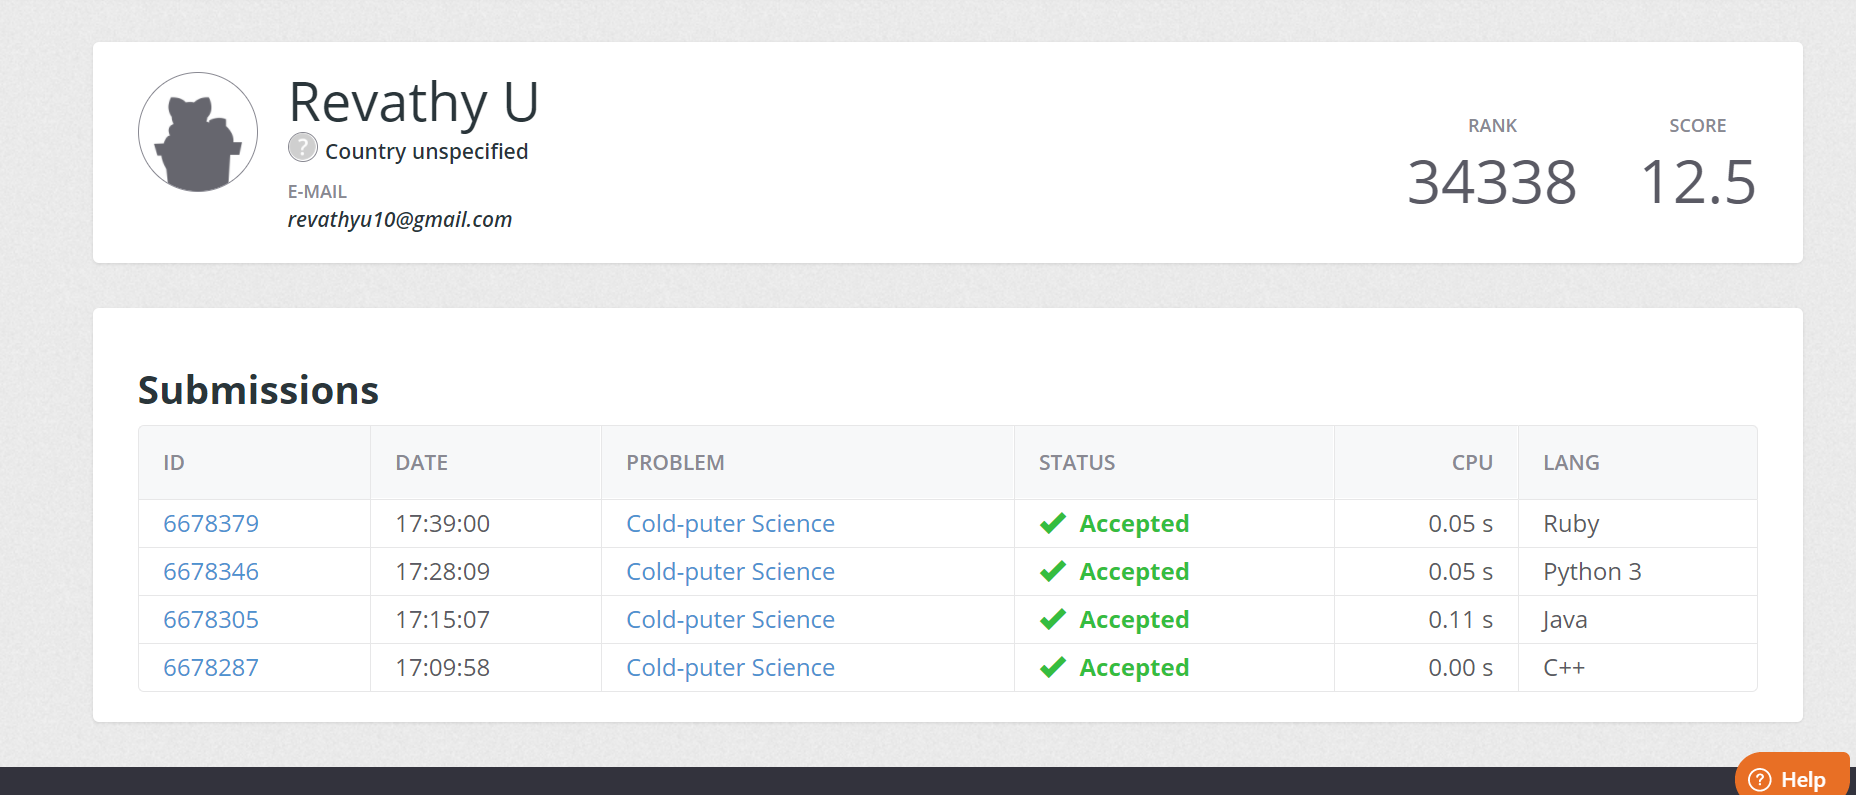 Revathy U
? Country unspecified
E-MAIL
revathyu10@gmail.com
RANK
34338
SCORE
12.5
Submissions
ID DATE PROBLEM STATUS CPU LANG
6678379 17:39:00 Cold-puter Science Accepted 0.05 s Ruby
6678346 17:28:09 Cold-puter Science Accepted 0.05 s Python 3
6678305 17:15:07 Cold-puter Science Accepted 0.11 s Java
6678287 17:09:58 Cold-puter Science Accepted 0.00 s C++
? Help